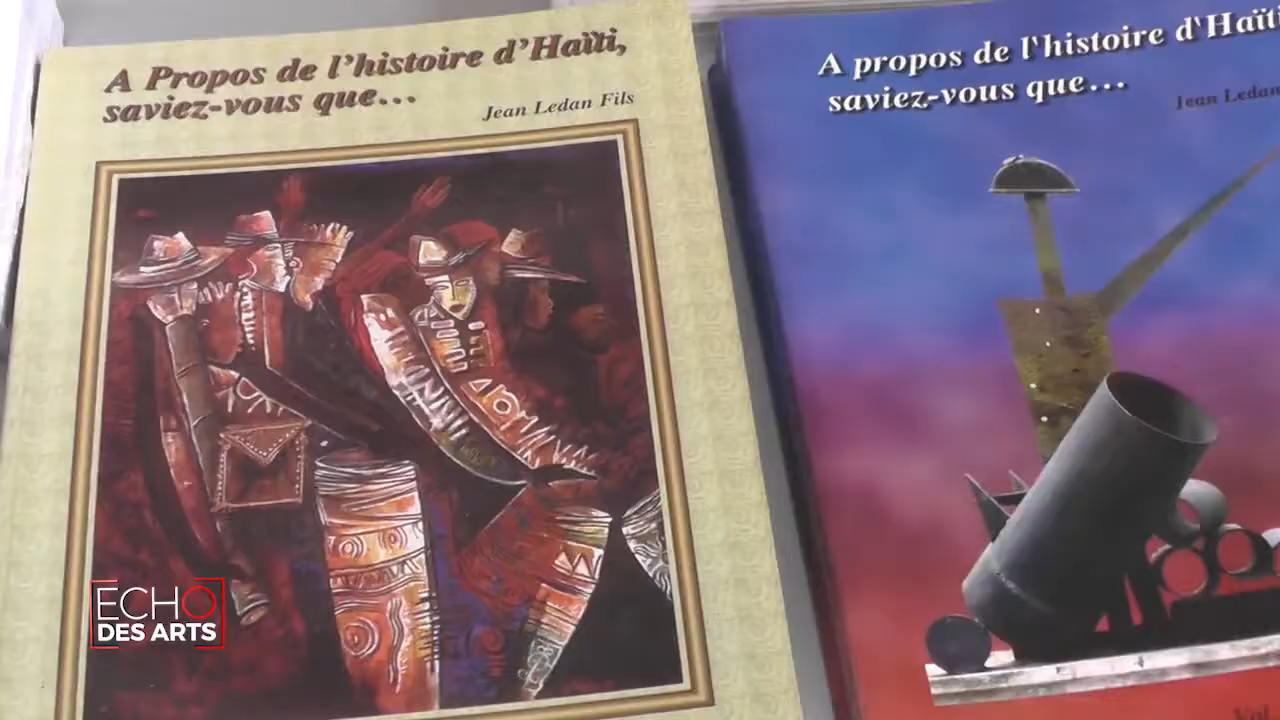 A Propos de l'histoire d'Haïti,
saviez-vous que...
Jean Ledan Fils
A propos de l'histoire d'Haïti
saviez-vous que...
Jean Ledan
Vol
ECHO
DES ARTS